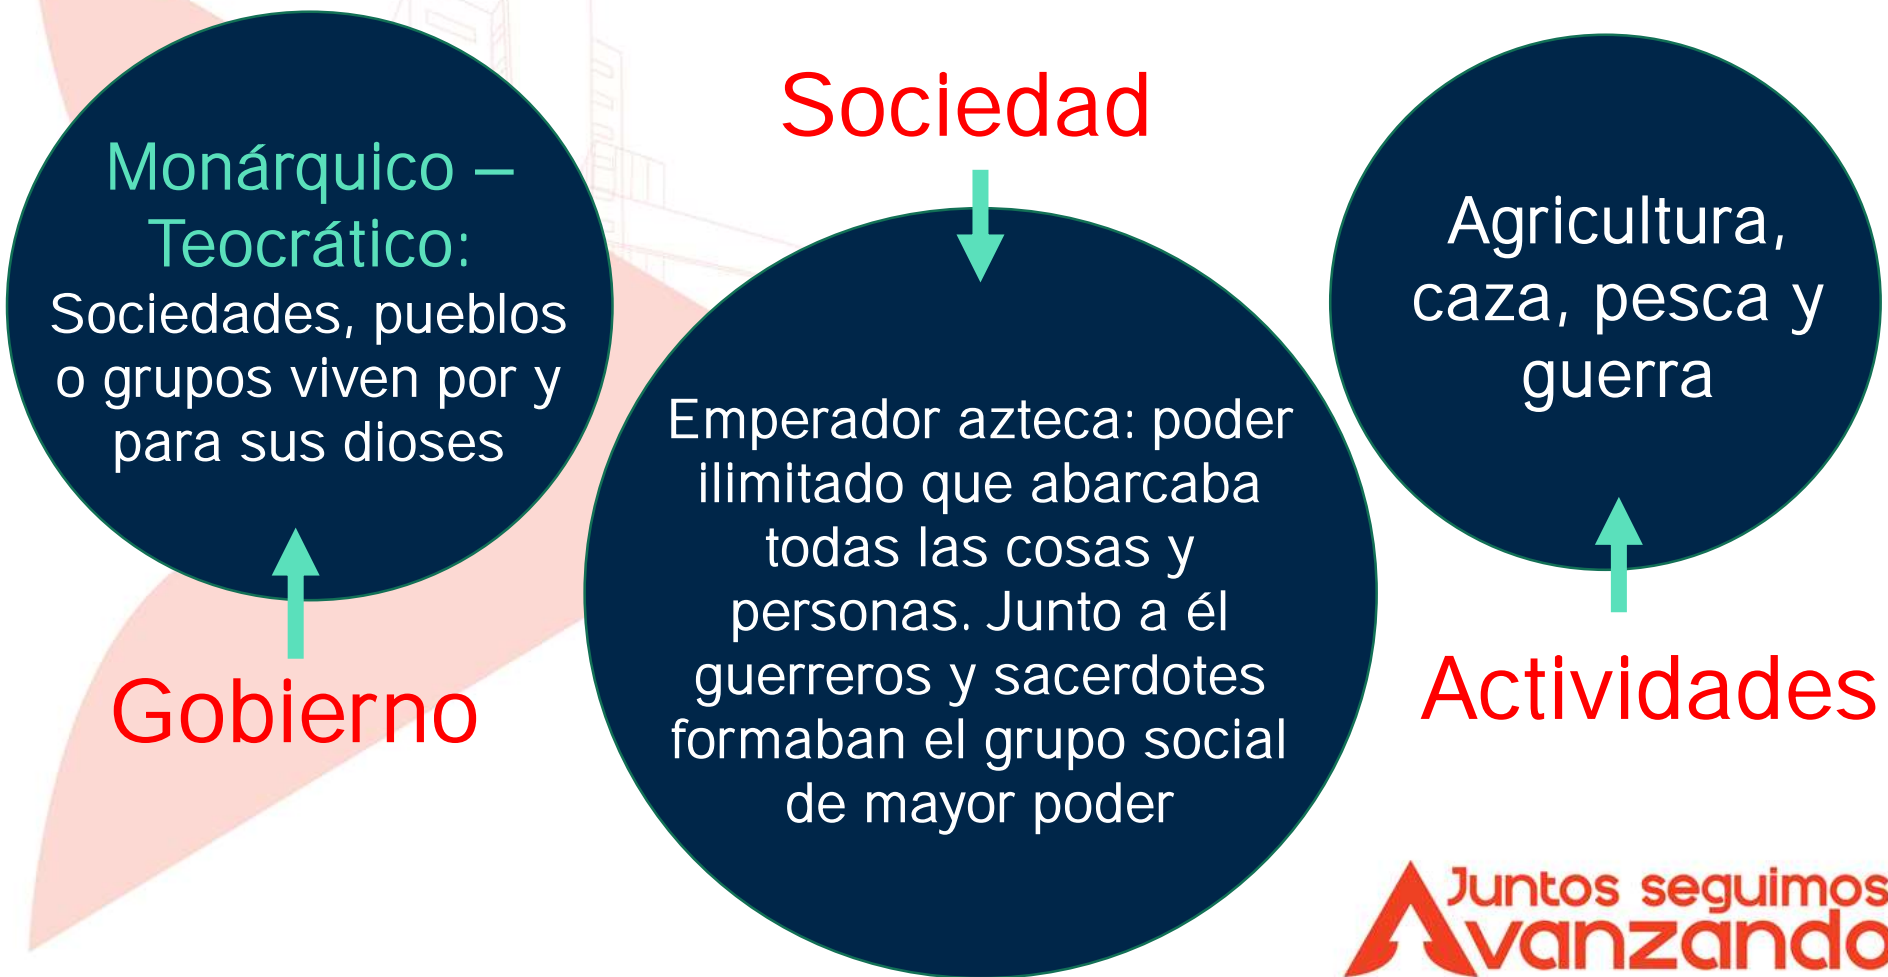 Monárquico –
Teocrático:
Sociedades, pueblos
o grupos viven por y
para sus dioses
Gobierno
Sociedad
Emperador azteca: poder
ilimitado que abarcaba
todas las cosas y
personas. Junto a él
guerreros y sacerdotes
formaban el grupo social
de mayor poder
Agricultura,
caza, pesca y
guerra
Actividades
Juntos seguimos
Avanzando